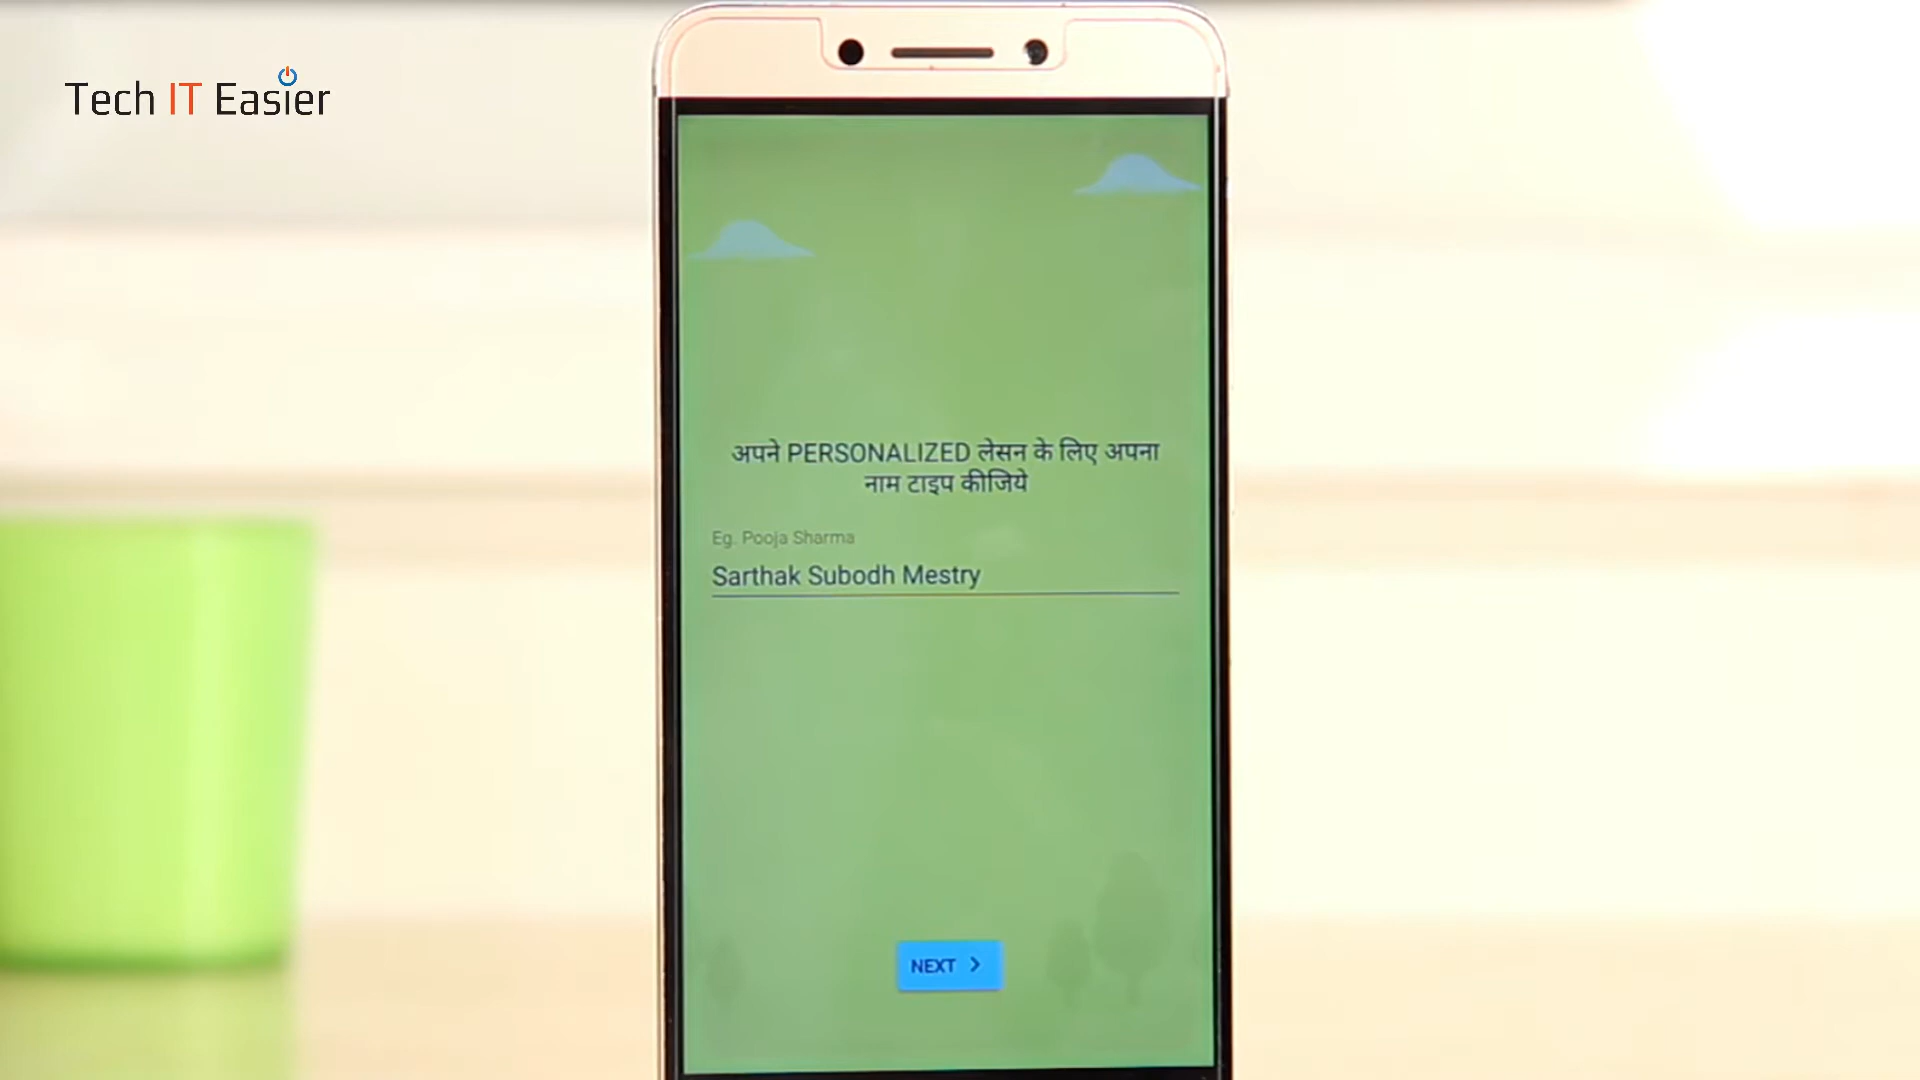 Tech IT Easier
अपने PERSONALIZED लेसन के लिए अपना
नाम टाइप कीजिये
Eg. Pooja Sharma
Sarthak Subodh Mestry
NEXT